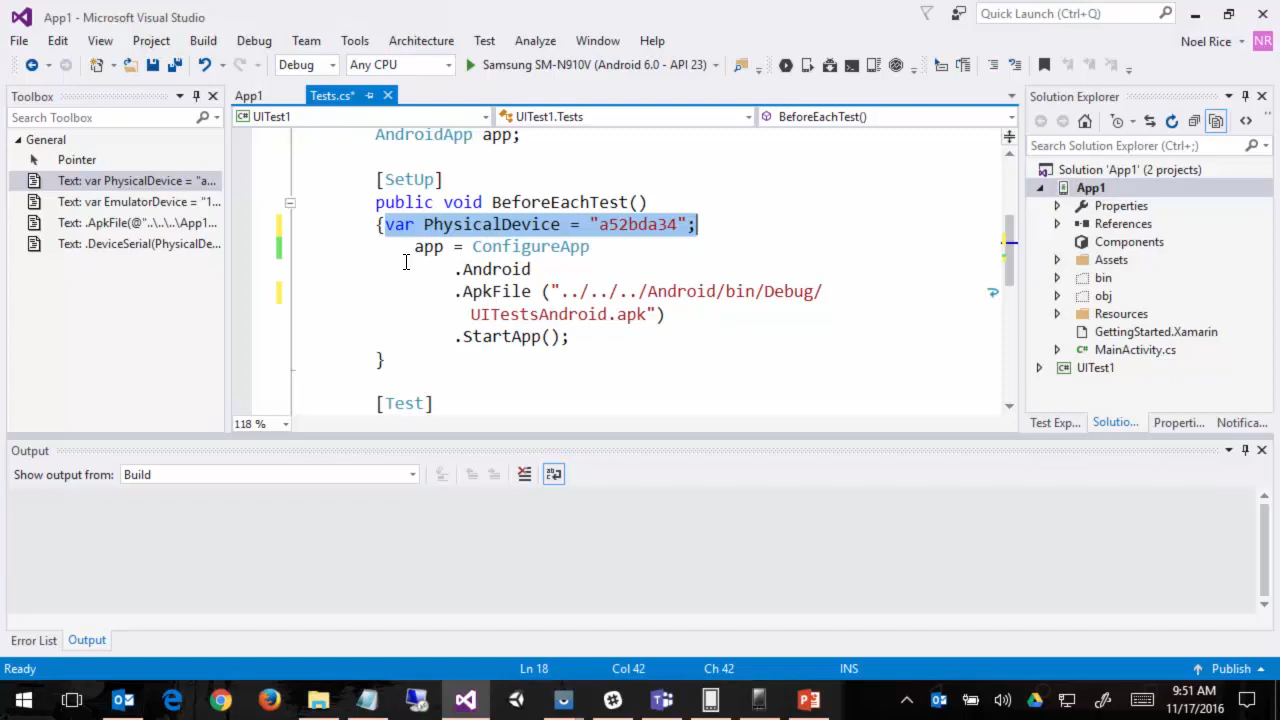 App1 - Microsoft Visual Studio
Quick Launch (Ctrl+Q)
File Edit View Project Build Debug Team Tools Architecture Test Analyze Window Help
Noel Rice NR
Debug Any CPU Samsung SM-N910V (Android 6.0 - API 23)
Toolbox
App1 Tests.cs*
Solution Explorer
Search Toolbox
UITest1 UITest1.Tests BeforeEachTest()
General
Pointer
Text: var PhysicalDevice = "a...
Text: var EmulatorDevice = "1...
Text: .ApkFile(@"..\..\..\App1...
Text: .DeviceSerial(PhysicalDe...
AndroidApp app;
[SetUp]
public void BeforeEachTest()
{var PhysicalDevice = "a52bda34";
app = ConfigureApp
.Android
.ApkFile ("../../../Android/bin/Debug/
UITestsAndroid.apk")
.StartApp();
}
[Test]
118 %
Search Solution Explorer (Ctrl+;)
Solution 'App1' (2 projects)
App1
Properties
References
Components
Assets
bin
obj
Resources
GettingStarted.Xamarin
MainActivity.cs
UITest1
Test Exp... Solutio... Properti... Notifica...
Output
Show output from: Build
Error List Output
Ready Ln 18 Col 42 Ch 42 INS Publish
9:51 AM
11/17/2016